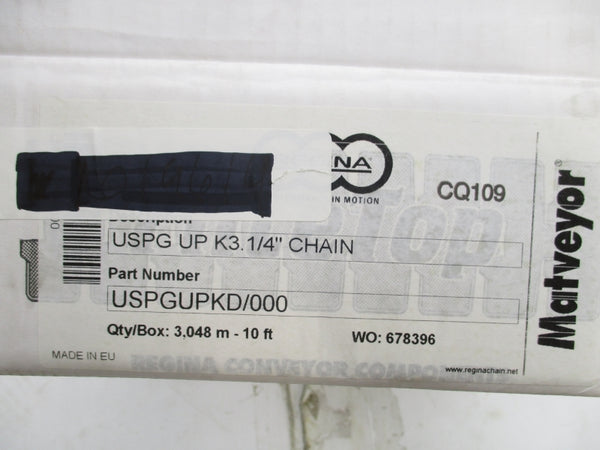 NA
IN MOTION
CQ109
Description
USPG UP K3.1/4" CHAIN
Part Number
USPGUPKD/000
Qty/Box: 3,048 m - 10 ft
WO: 678396
MADE IN EU
REGINA CONVEYOR COMPONENTS
www.reginachain.net
Matveyor®